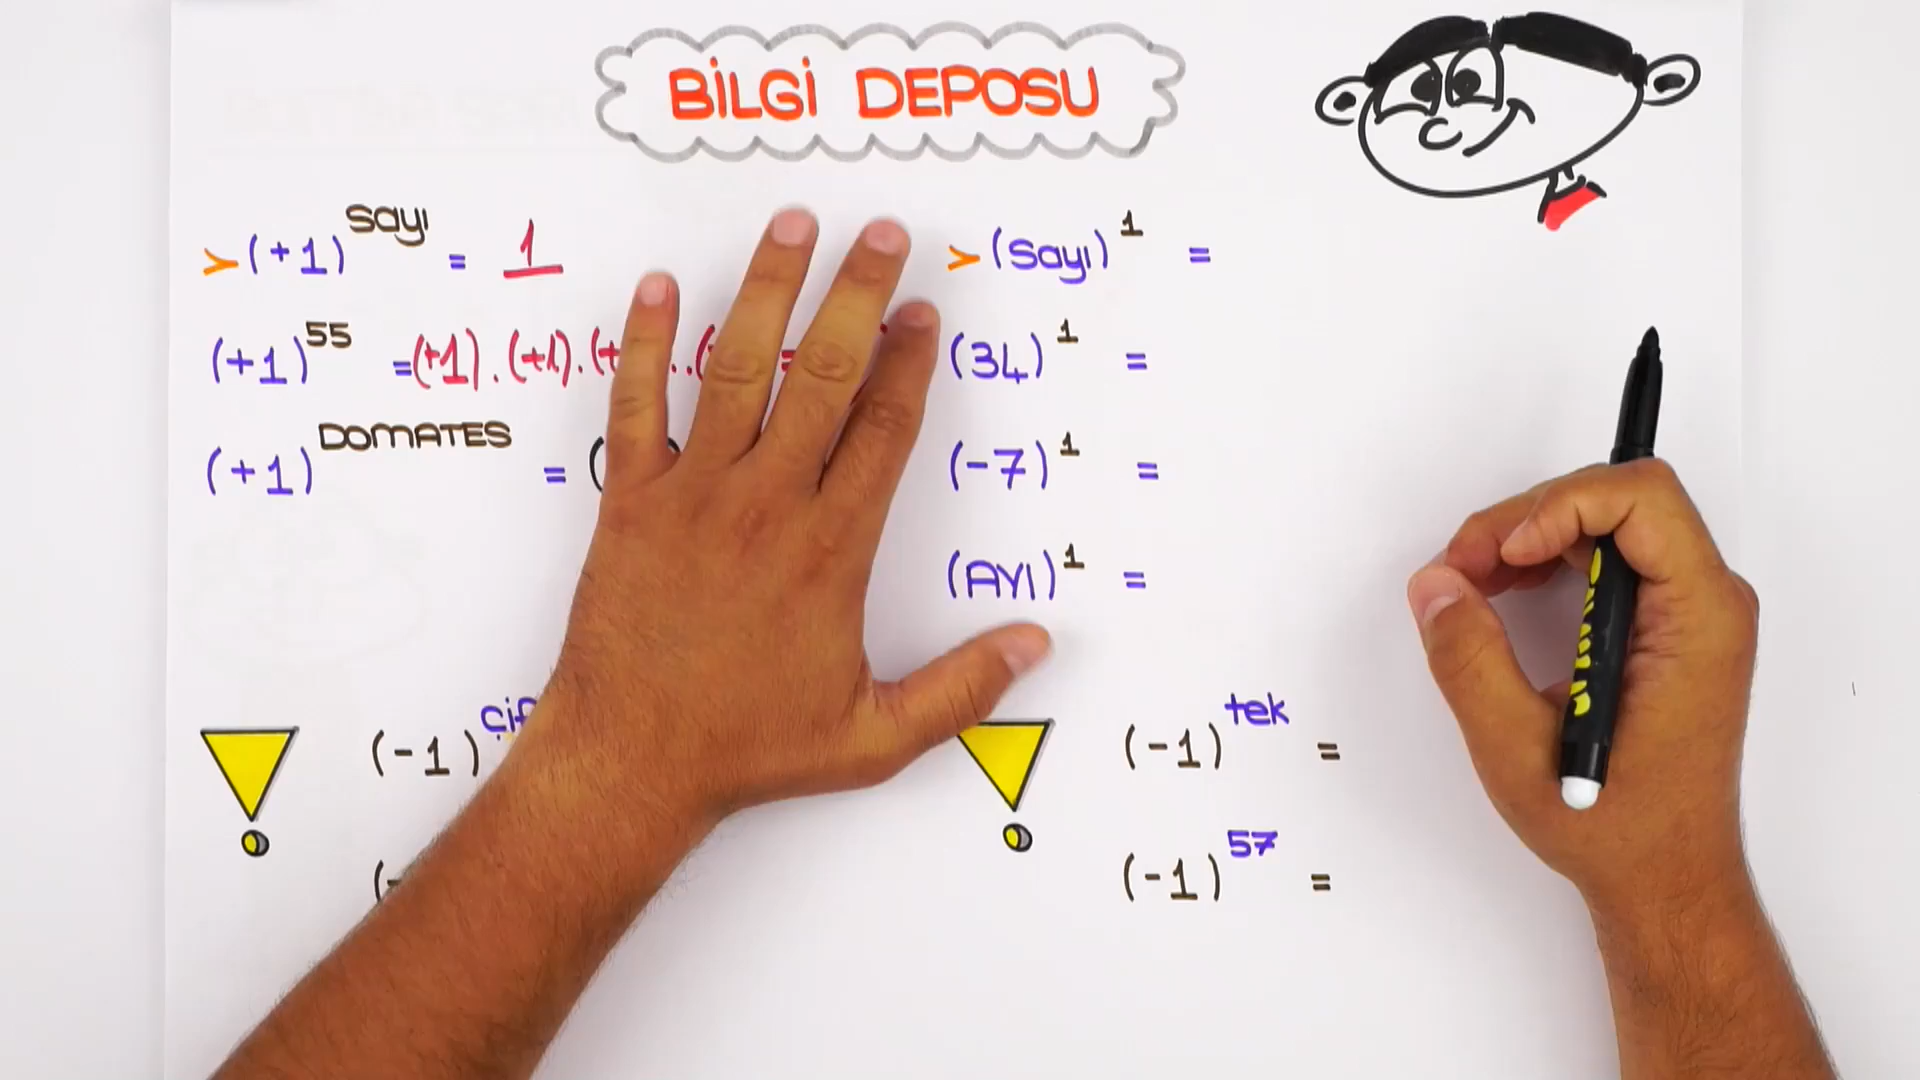 BİLGİ DEPOSU
> (+1)^sayı = 1
(+1)^55 =(+1).(+1).(+ ..( =
(+1)^DOMATES = (
(-1)^
(-
> (sayı)^1 =
(34)^1 =
(-7)^1 =
(AYI)^1 =
(-1)^tek =
(-1)^57 =